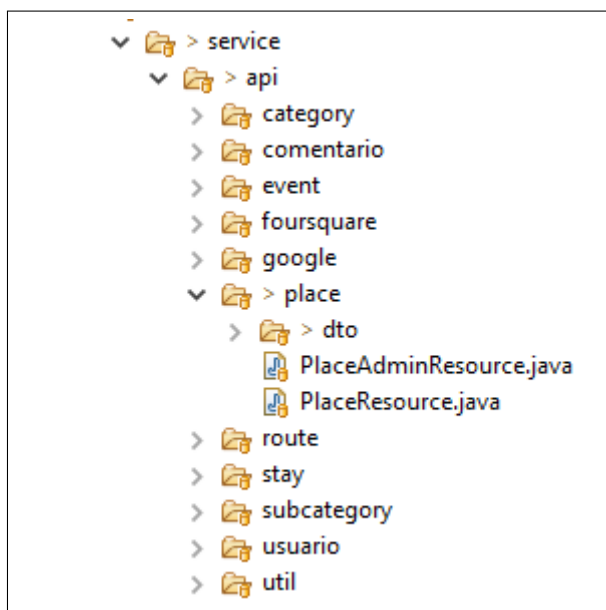 > service
> api
category
comentario
event
foursquare
google
> place
> dto
PlaceAdminResource.java
PlaceResource.java
route
stay
subcategory
usuario
util